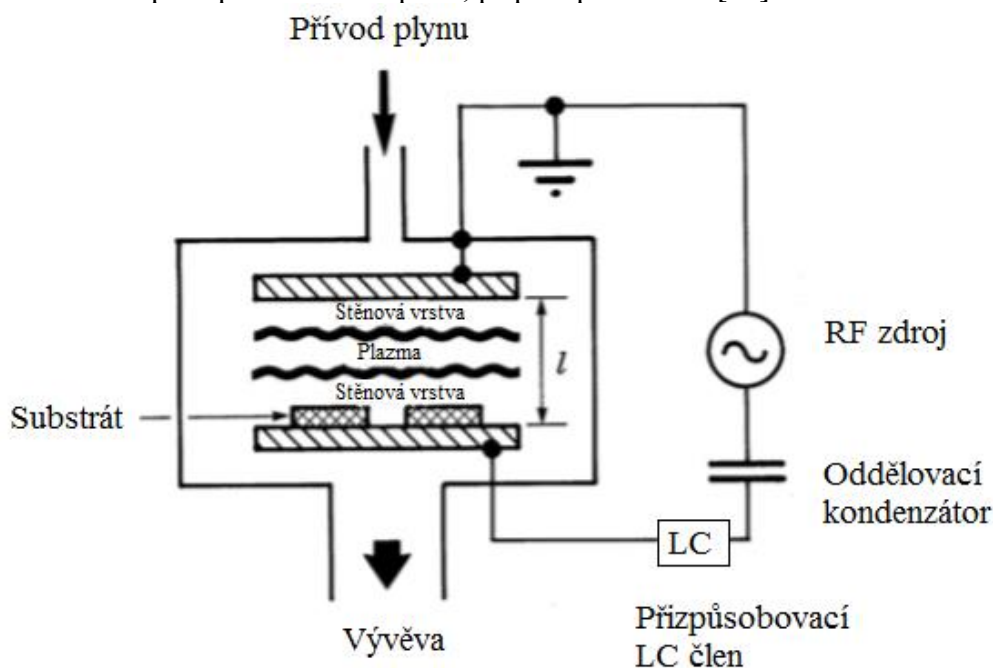 Přívod plynu
Stěnová vrstva
Plazma
Stěnová vrstva
l
Substrát
RF zdroj
Oddělovací
kondenzátor
LC
Přizpůsobovací
LC člen
Vývěva